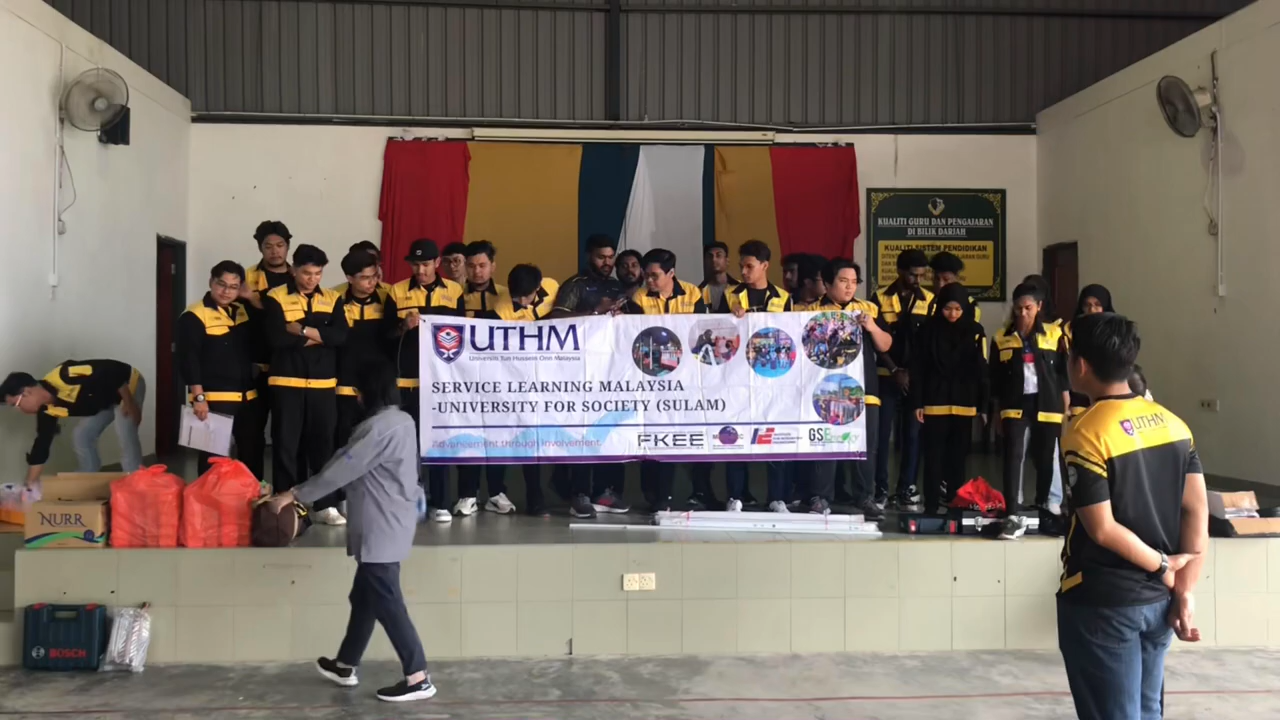 KUALITI GURU DAN PENGAJARAN
DI BILIK DARJAH
KUALITI SISTEM PENDIDIKAN
UTHM
Universiti Tun Hussein Onn Malaysia
SERVICE LEARNING MALAYSIA
-UNIVERSITY FOR SOCIETY (SULAM)
Advancement through Involvement.
FKEE
UTHM
NURR
BOSCH